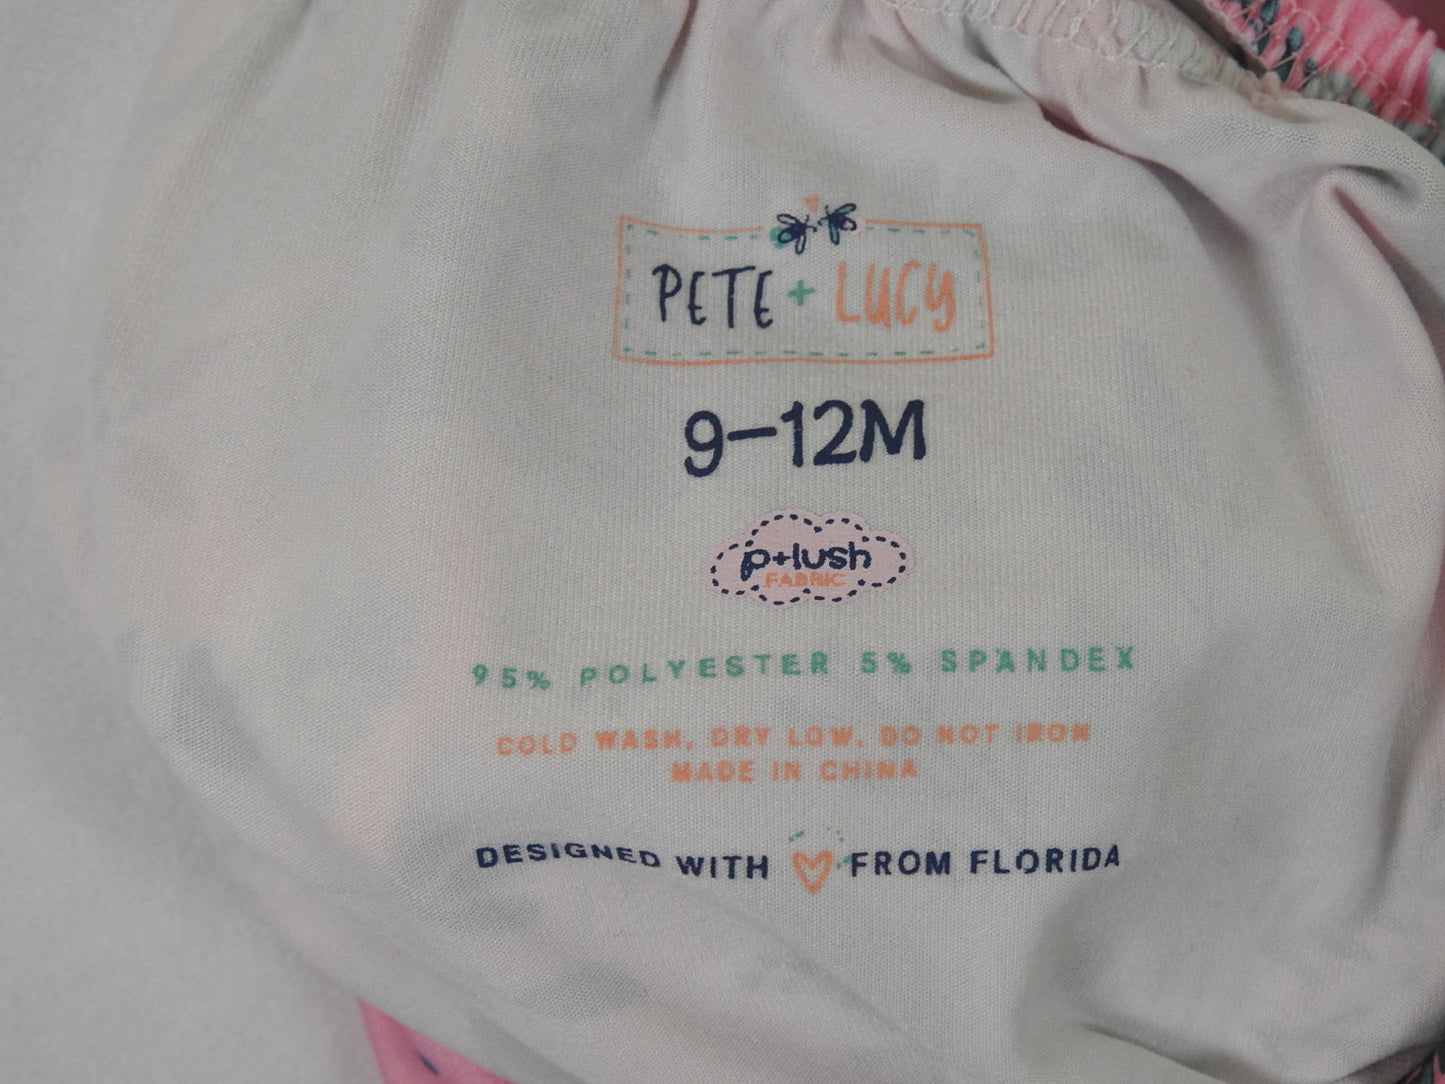 PETE + LUCY
9-12M
p+lush
FABRIC
95% POLYESTER 5% SPANDEX
COLD WASH, DRY LOW, DO NOT IRON
MADE IN CHINA
DESIGNED WITH FROM FLORIDA